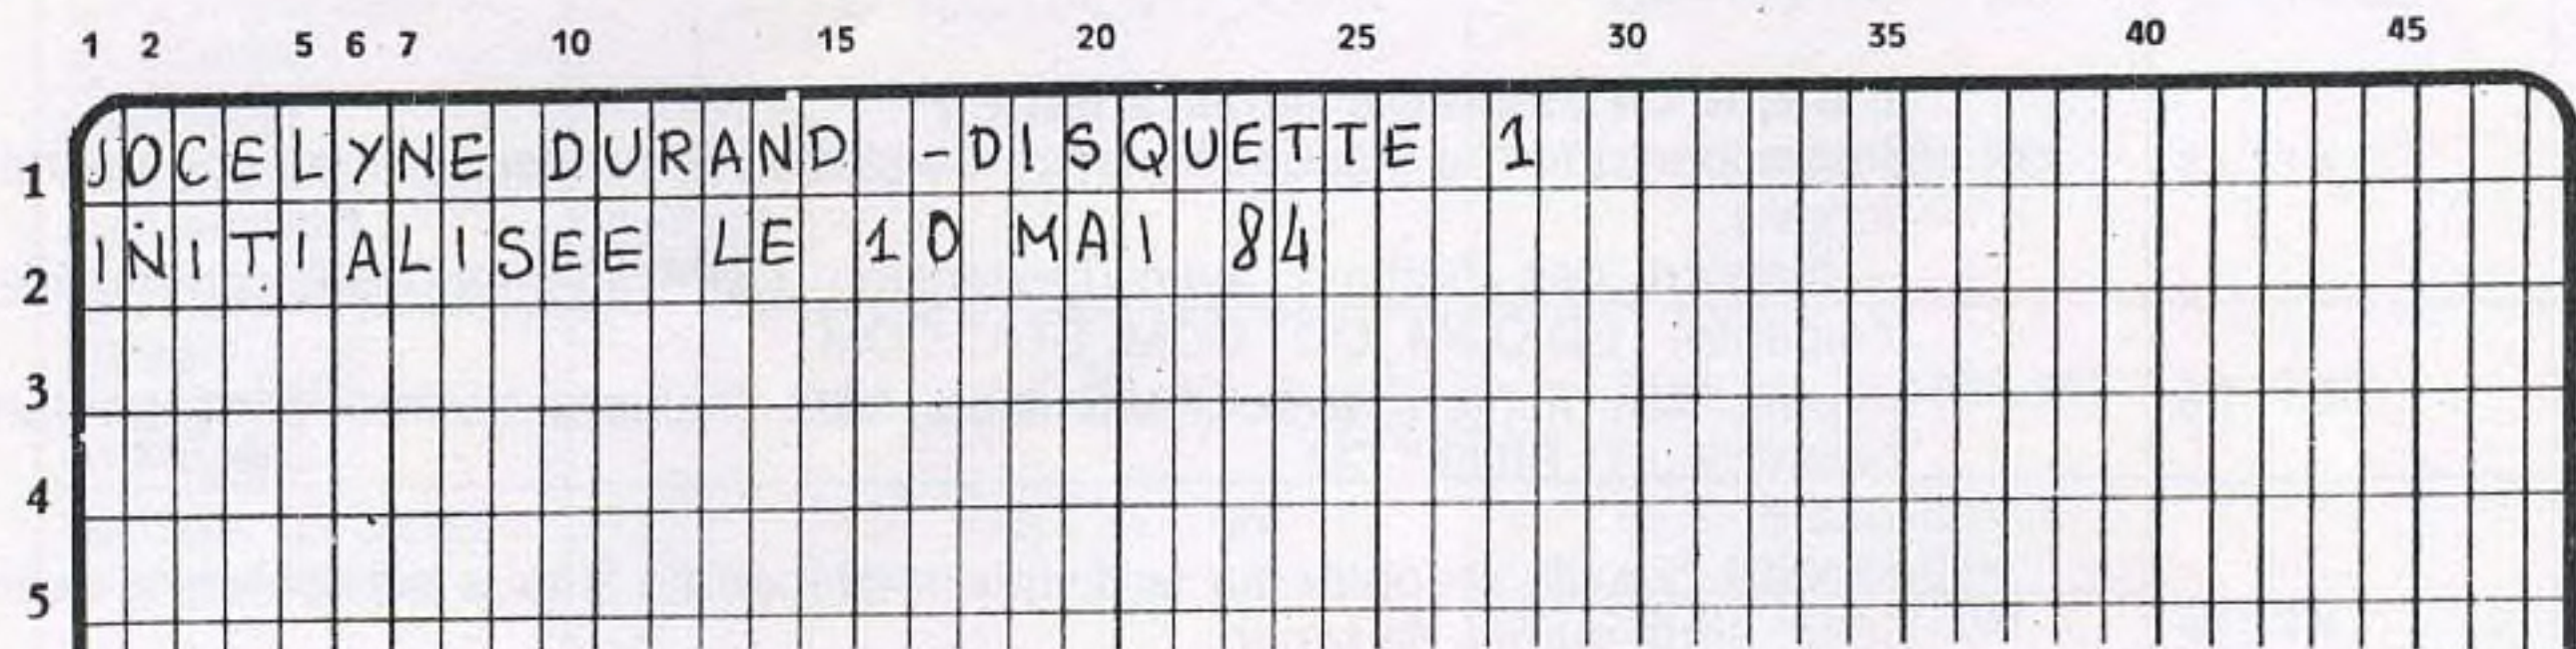 1 2 5 6 7 10 15 20 25 30 35 40 45
1 JOCELYNE DURAND -DISQUETTE 1
2 INITIALISEE LE 10 MAI 84
3
4
5